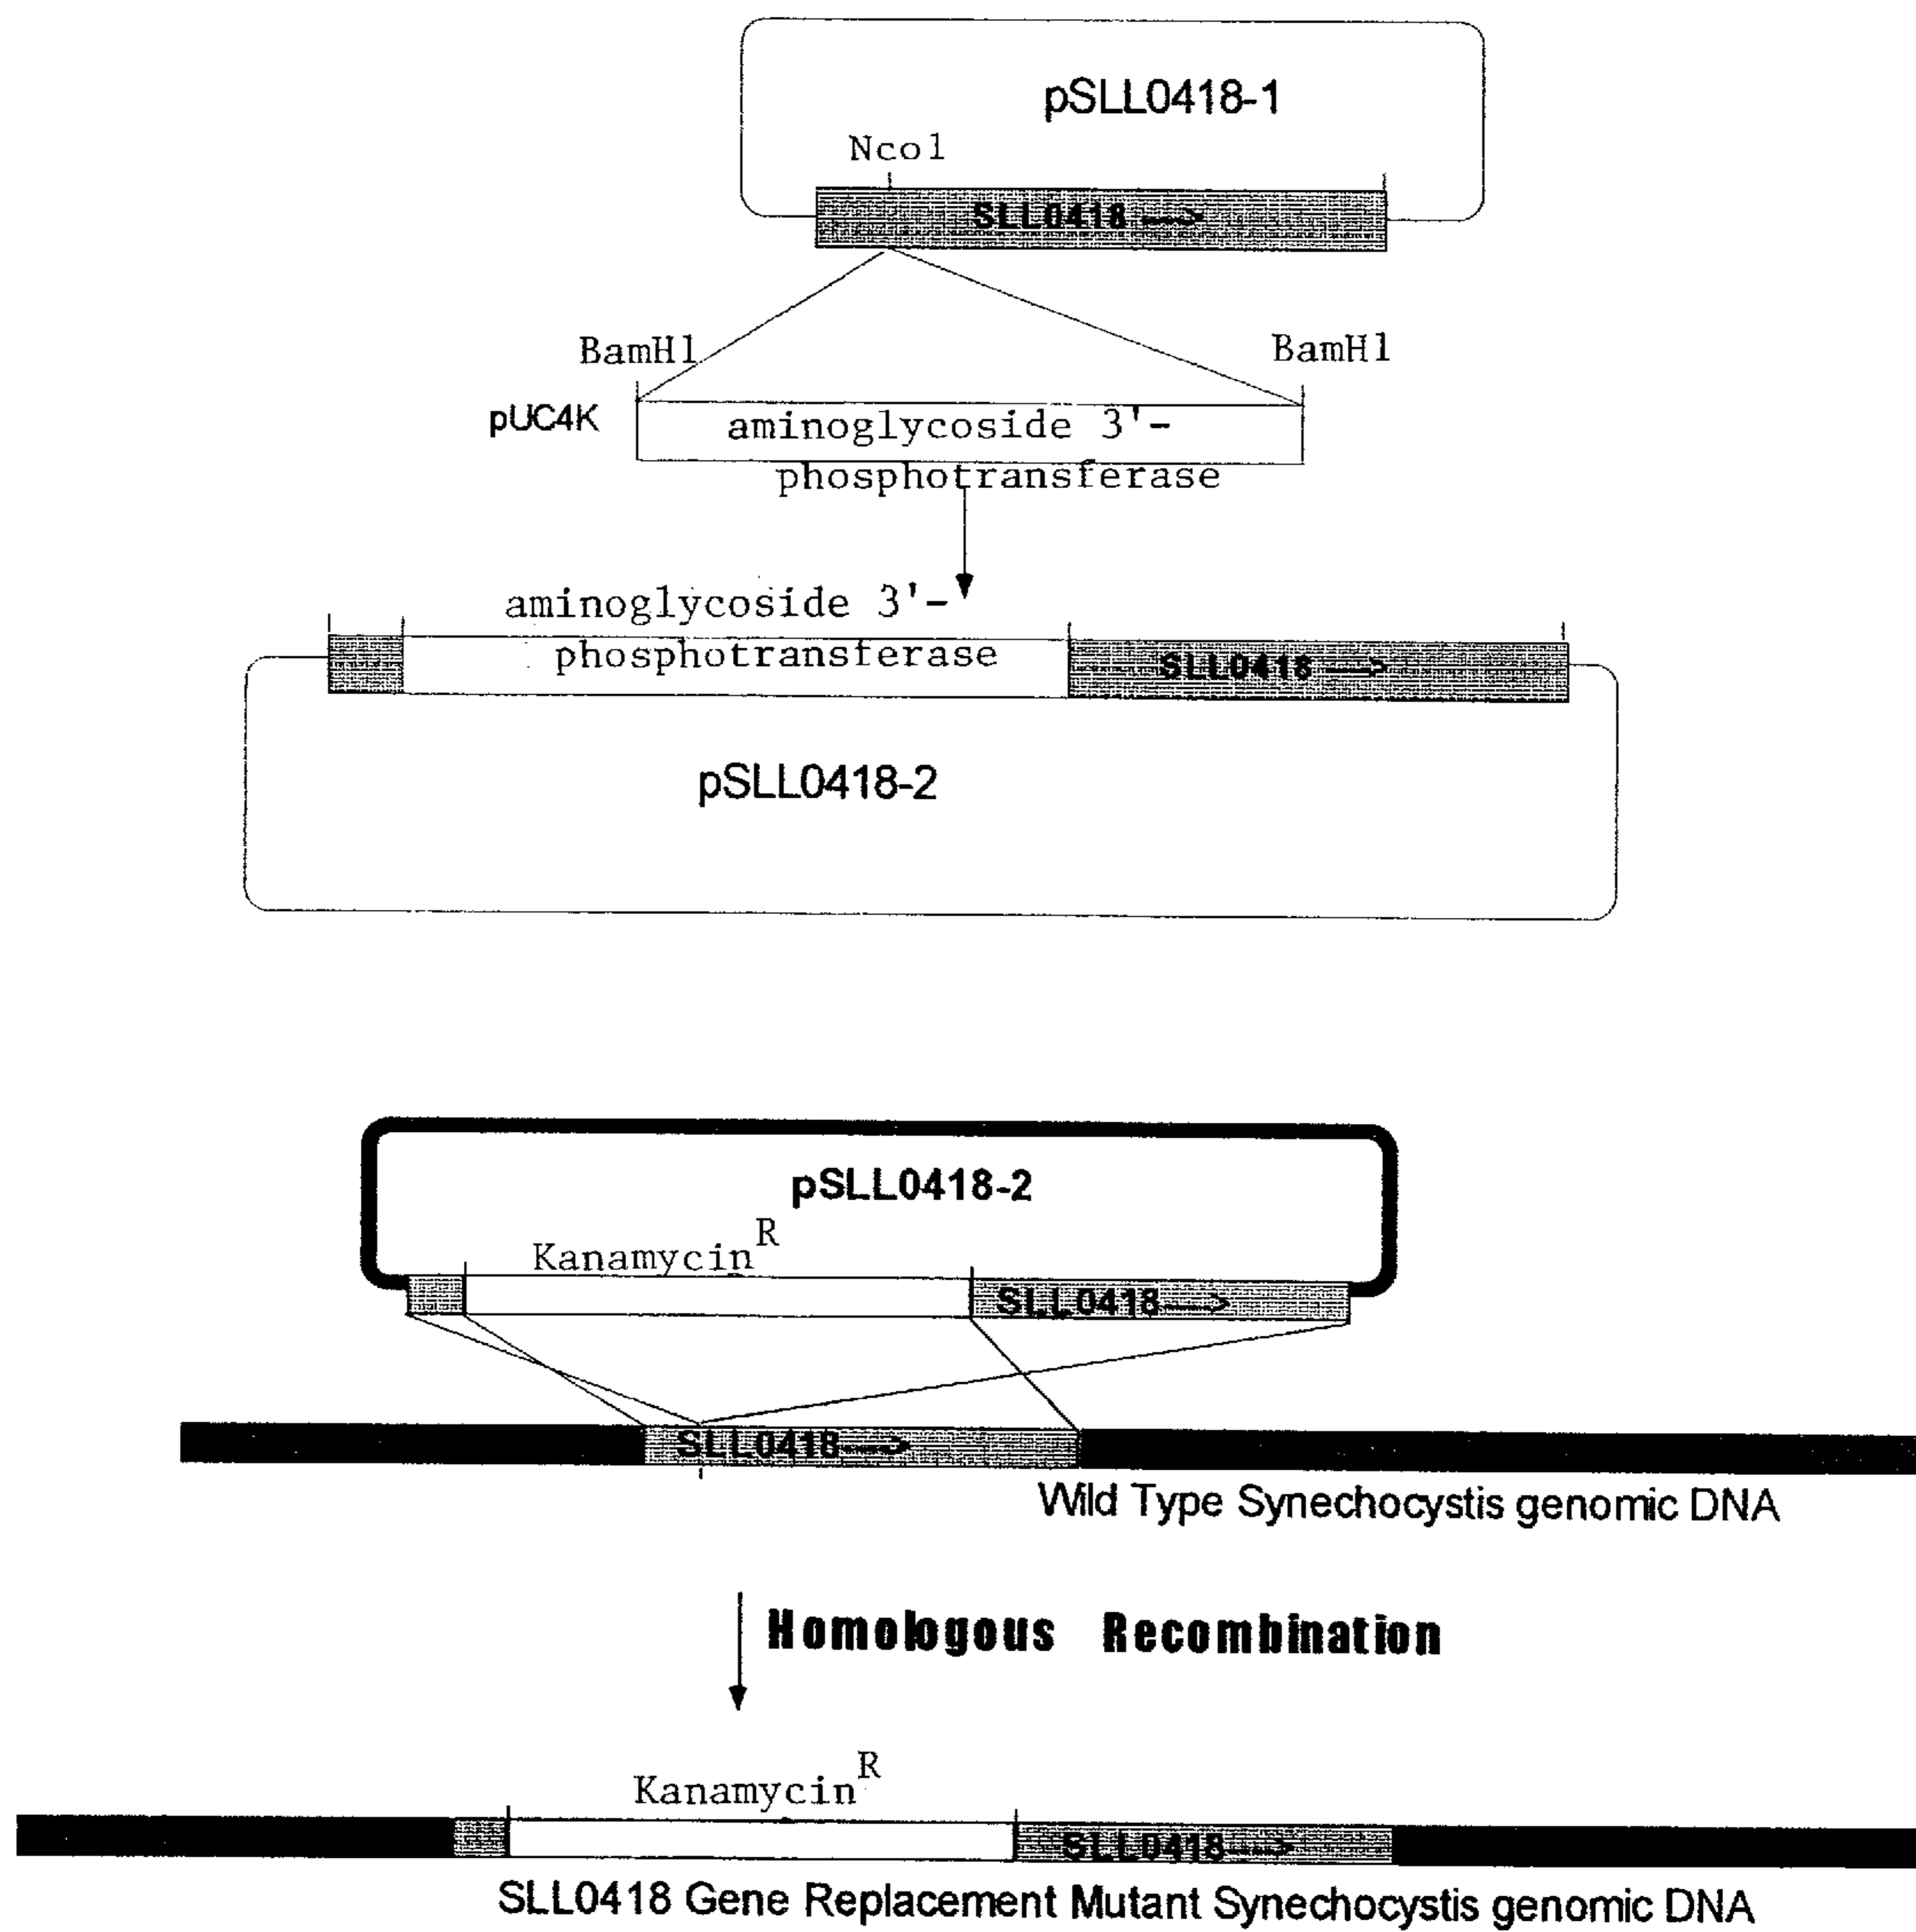 pSLL0418-1
Nco1
SLL0418 --->
BamH1
BamH1
pUC4K
aminoglycoside 3'-
phosphotransferase
aminoglycoside 3'-
phosphotransferase
SLL0418 --->
pSLL0418-2
pSLL0418-2
Kanamycin R
SLL0418--->
SLL0418--->
Wild Type Synechocystis genomic DNA
Homologous Recombination
Kanamycin R
SLL0418--->
SLL0418 Gene Replacement Mutant Synechocystis genomic DNA